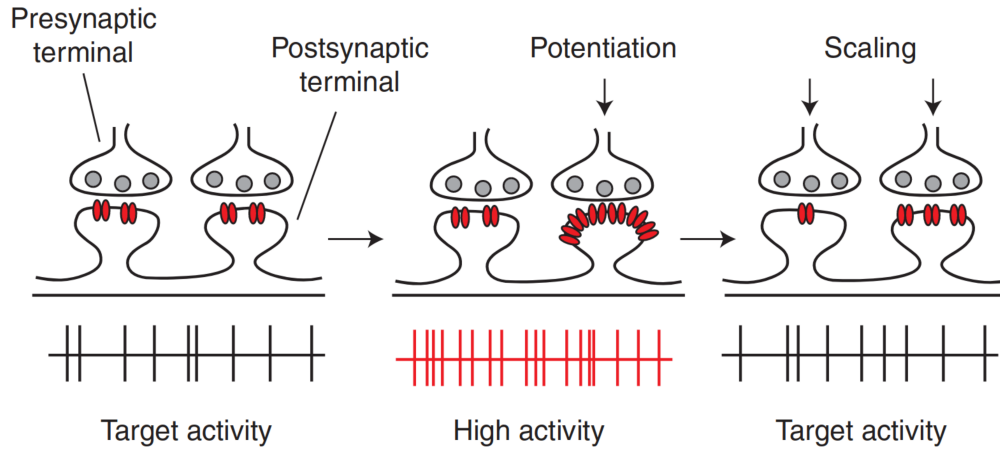 Presynaptic
terminal
Postsynaptic
terminal
Potentiation
Scaling
Target activity
High activity
Target activity